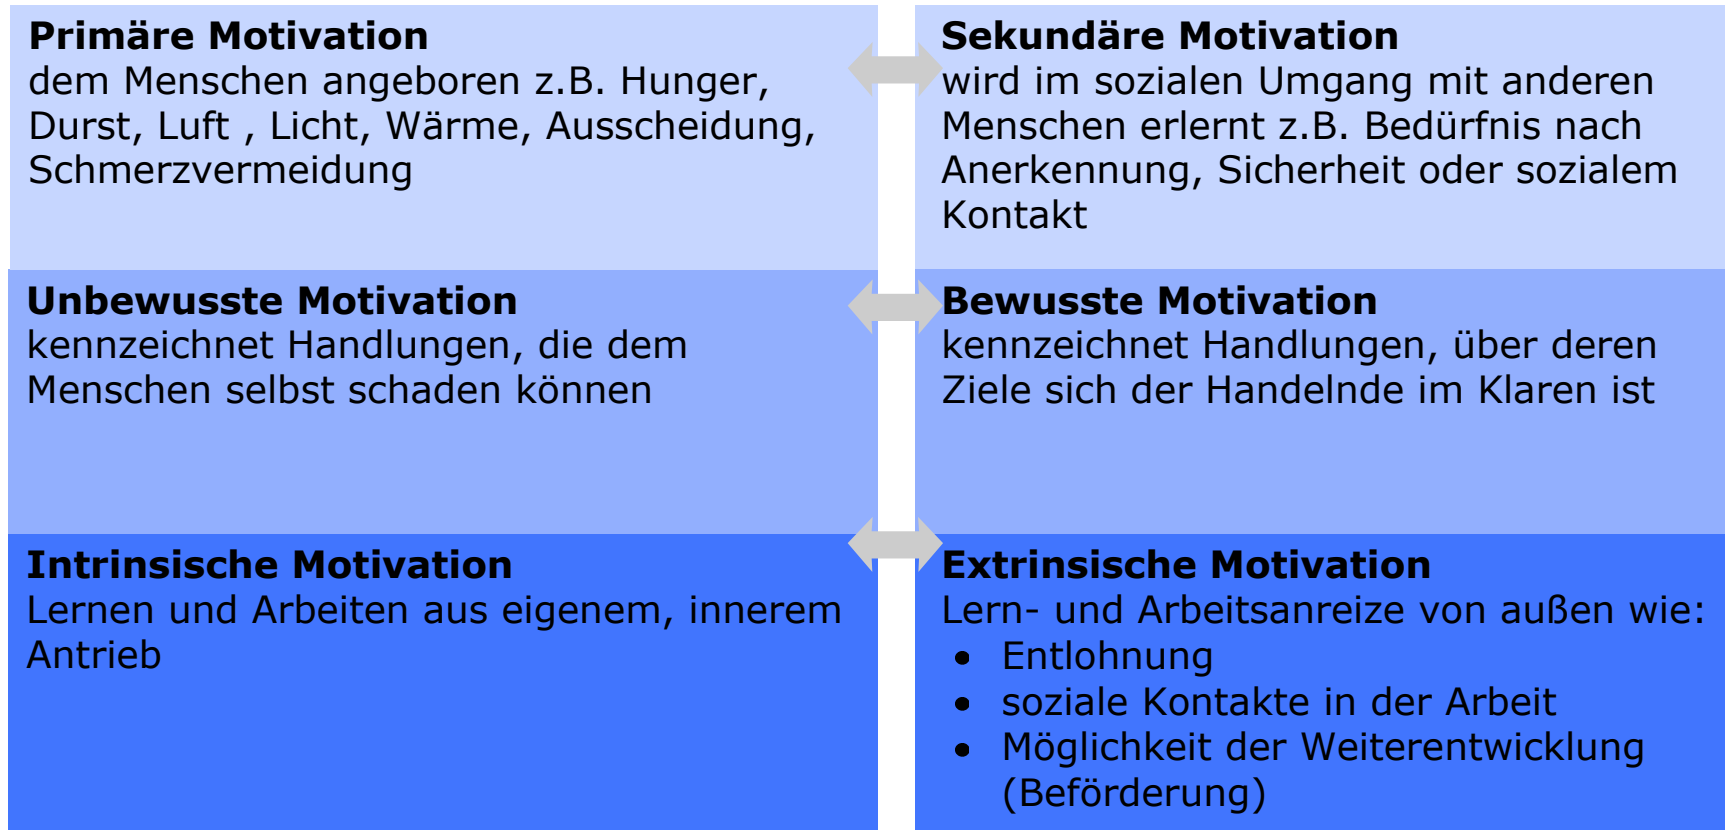 Primäre Motivation
dem Menschen angeboren z.B. Hunger,
Durst, Luft , Licht, Wärme, Ausscheidung,
Schmerzvermeidung
Sekundäre Motivation
wird im sozialen Umgang mit anderen
Menschen erlernt z.B. Bedürfnis nach
Anerkennung, Sicherheit oder sozialem
Kontakt
Unbewusste Motivation
kennzeichnet Handlungen, die dem
Menschen selbst schaden können
Bewusste Motivation
kennzeichnet Handlungen, über deren
Ziele sich der Handelnde im Klaren ist
Intrinsische Motivation
Lernen und Arbeiten aus eigenem, innerem
Antrieb
Extrinsische Motivation
Lern- und Arbeitsanreize von außen wie:
• Entlohnung
• soziale Kontakte in der Arbeit
• Möglichkeit der Weiterentwicklung
(Beförderung)